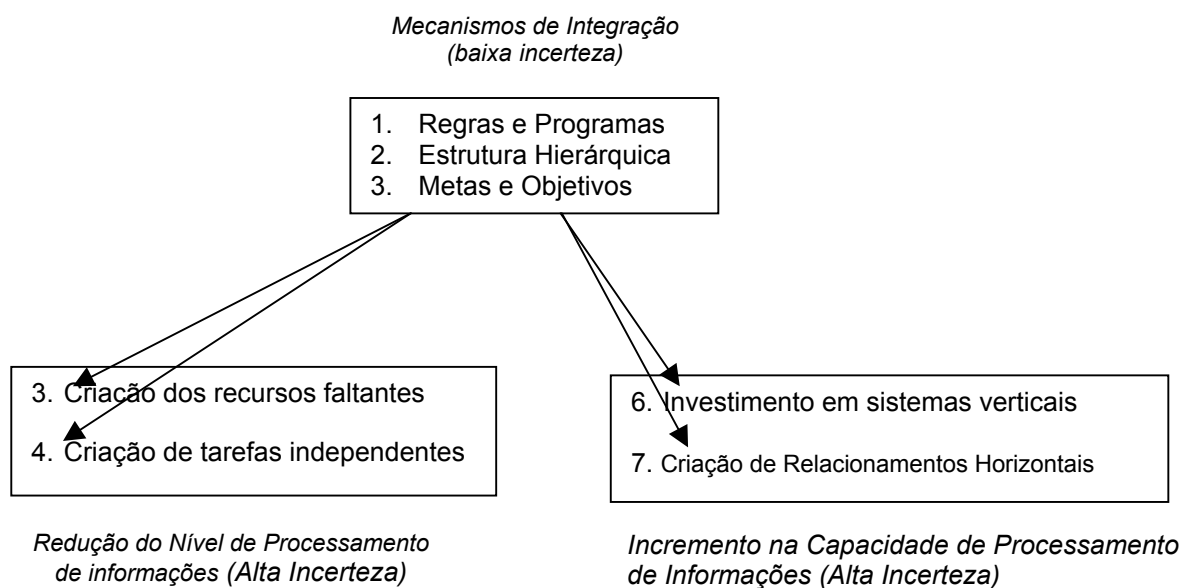 Mecanismos de Integração
(baixa incerteza)
1. Regras e Programas
2. Estrutura Hierárquica
3. Metas e Objetivos
3. Criação dos recursos faltantes
4. Criação de tarefas independentes
Redução do Nível de Processamento
de informações (Alta Incerteza)
6. Investimento em sistemas verticais
7. Criação de Relacionamentos Horizontais
Incremento na Capacidade de Processamento
de Informações (Alta Incerteza)